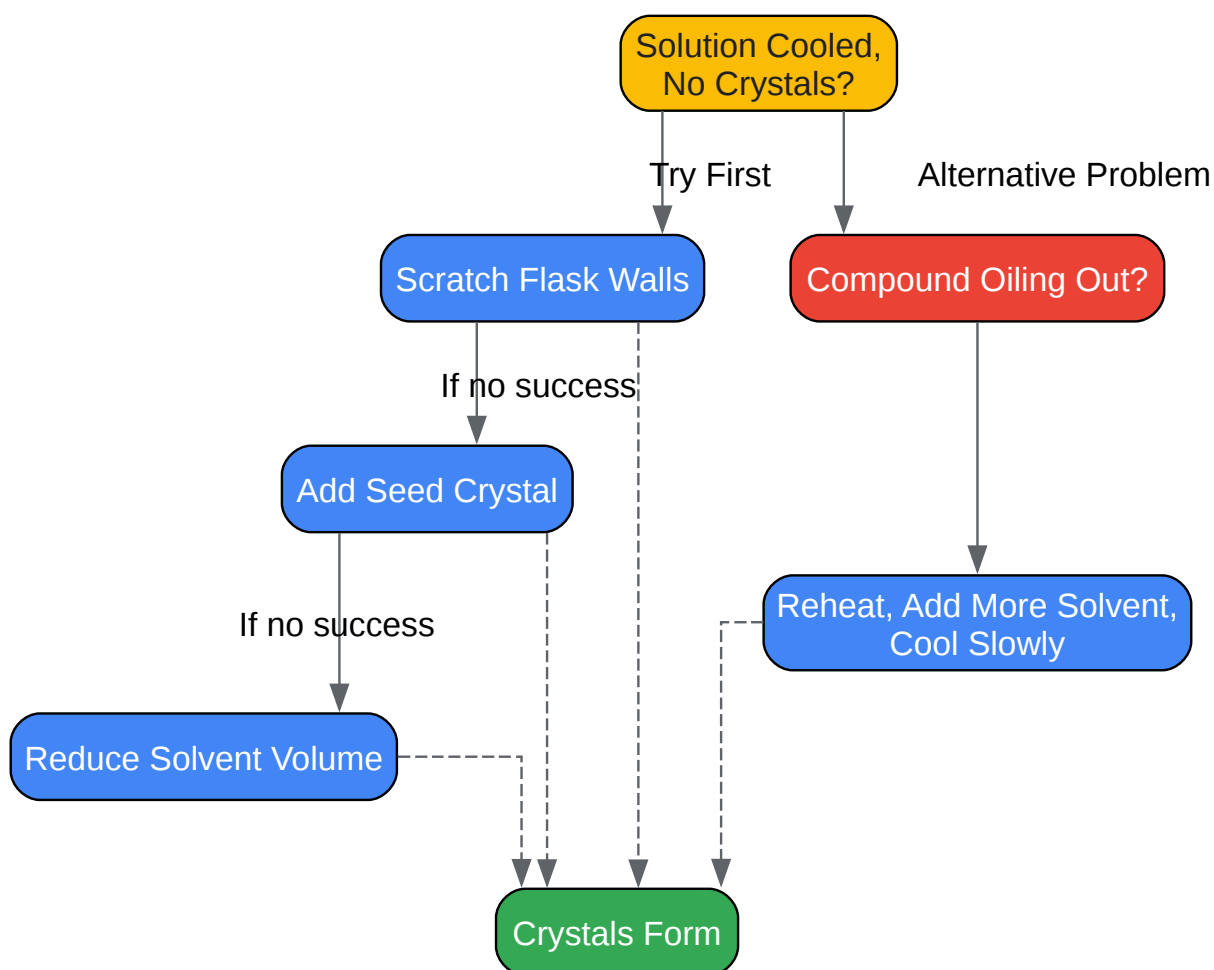 Solution Cooled,
No Crystals?
Try First
Alternative Problem
Scratch Flask Walls
Compound Oiling Out?
If no success
Add Seed Crystal
Reheat, Add More Solvent,
Cool Slowly
If no success
Reduce Solvent Volume
Crystals Form